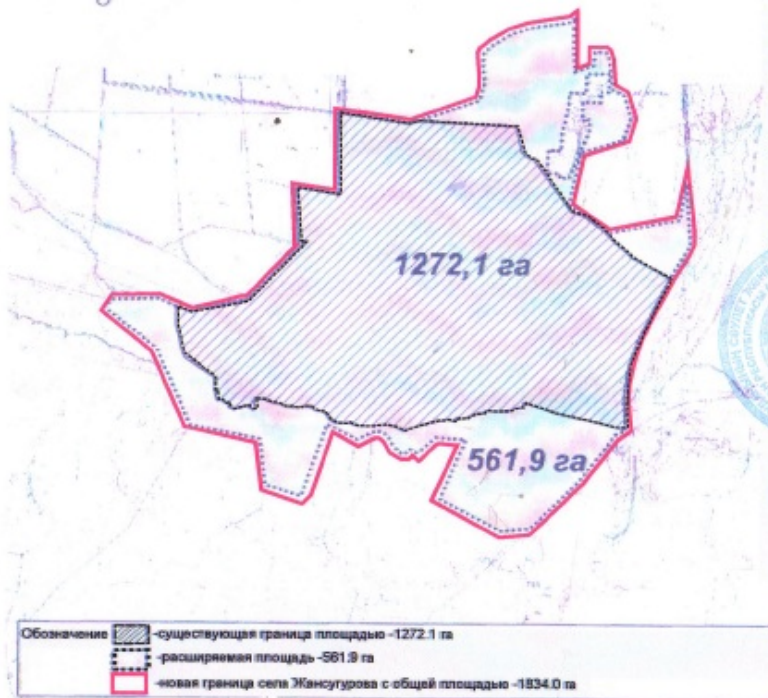 1272,1 га
561,9 га
Обозначение -существующая граница площадью -1272.1 га
-расширяемая площадь -561.9 га
-новая граница села Жансугурова с общей площадью -1834.0 га